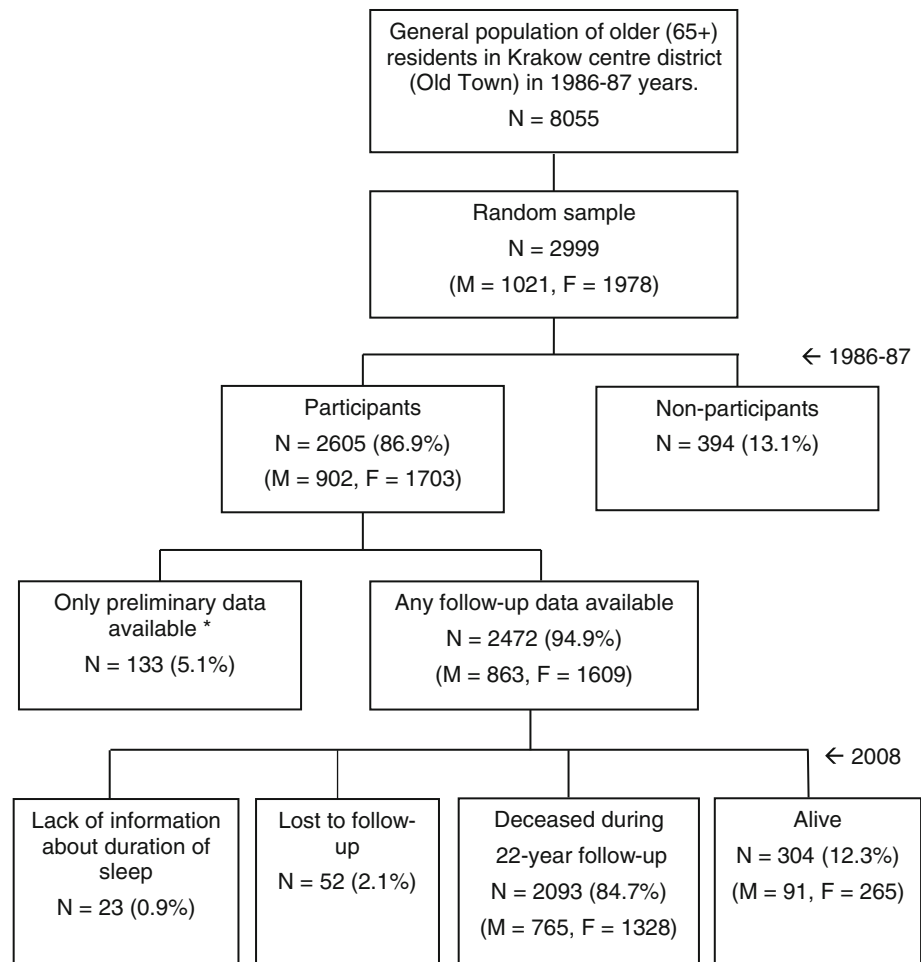 General population of older (65+)
residents in Krakow centre district
(Old Town) in 1986-87 years.
N = 8055
Random sample
N = 2999
(M = 1021, F = 1978)
← 1986-87
Participants
N = 2605 (86.9%)
(M = 902, F = 1703)
Non-participants
N = 394 (13.1%)
Only preliminary data
available *
N = 133 (5.1%)
Any follow-up data available
N = 2472 (94.9%)
(M = 863, F = 1609)
← 2008
Lack of information
about duration of
sleep
N = 23 (0.9%)
Lost to follow-
up
N = 52 (2.1%)
Deceased during
22-year follow-up
N = 2093 (84.7%)
(M = 765, F = 1328)
Alive
N = 304 (12.3%)
(M = 91, F = 265)